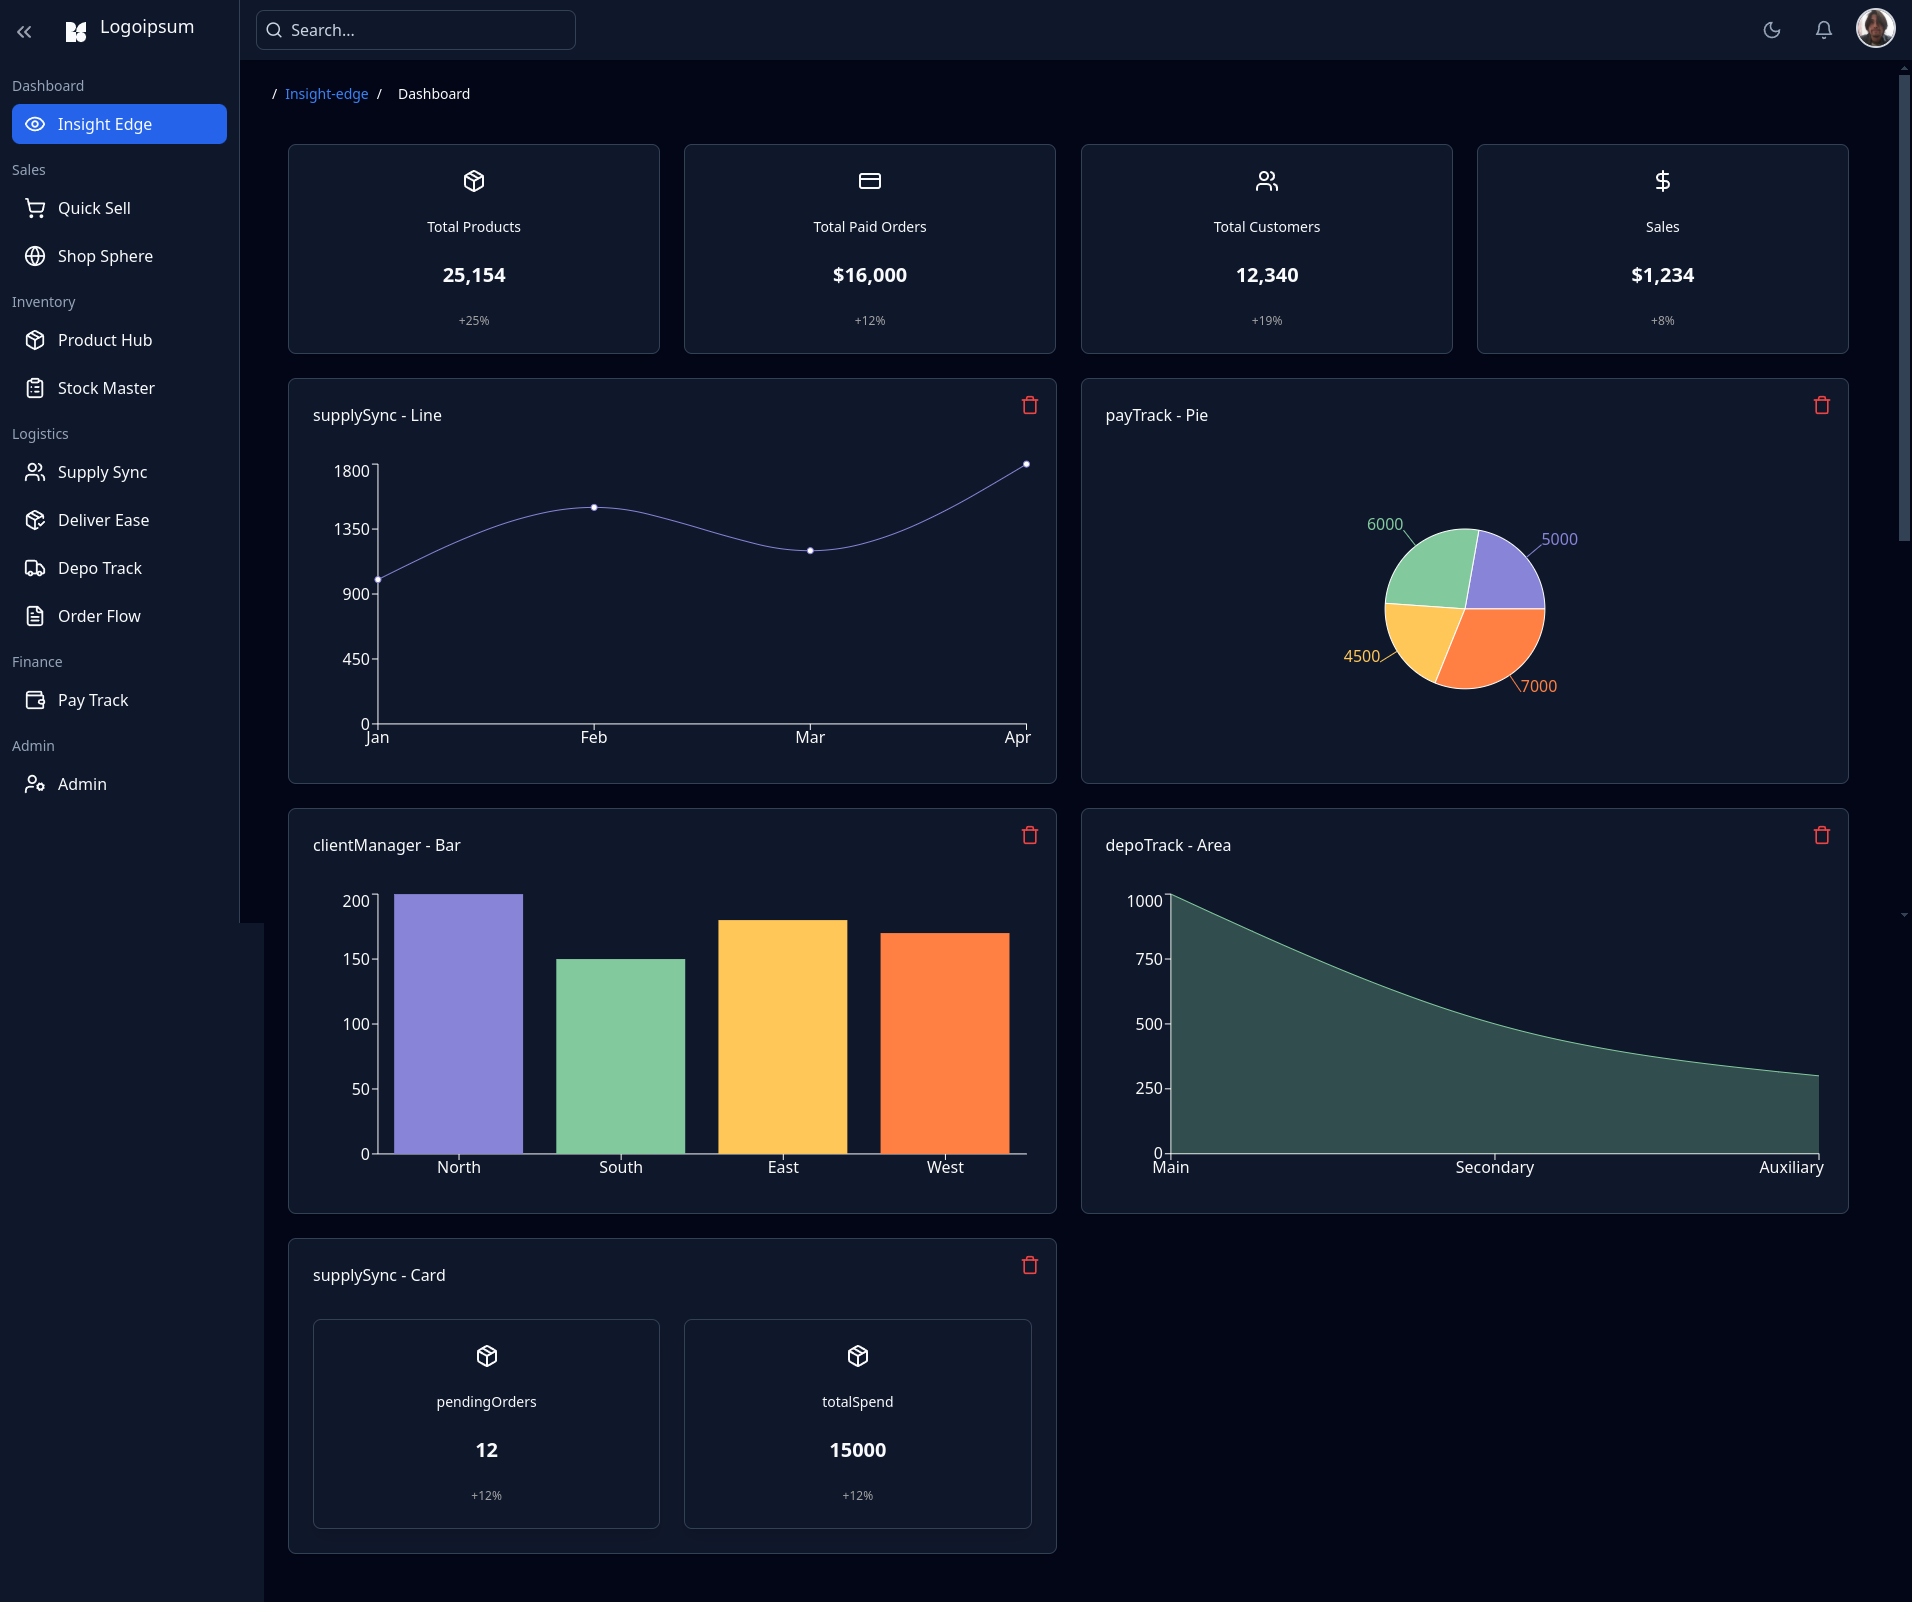 Logoipsum
Search...
Dashboard
Insight Edge
Sales
Quick Sell
Shop Sphere
Inventory
Product Hub
Stock Master
Logistics
Supply Sync
Deliver Ease
Depo Track
Order Flow
Finance
Pay Track
Admin
Admin
/ Insight-edge / Dashboard
Total Products
25,154
+25%
Total Paid Orders
$16,000
+12%
Total Customers
12,340
+19%
Sales
$1,234
+8%
supplySync - Line
1800
1350
900
450
0
Jan Feb Mar Apr
payTrack - Pie
6000
5000
4500
7000
clientManager - Bar
200
150
100
50
0
North South East West
depoTrack - Area
1000
750
500
250
0
Main Secondary Auxiliary
supplySync - Card
pendingOrders
12
+12%
totalSpend
15000
+12%